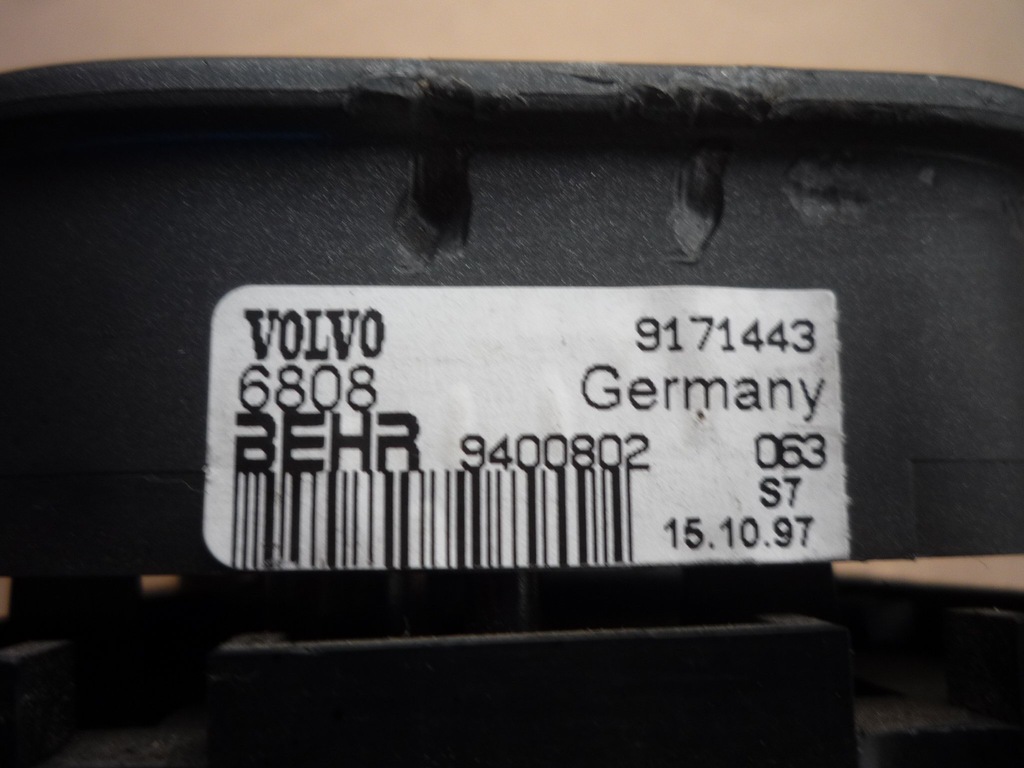 VOLVO 9171443
6808 Germany
BEHR 9400802 063
S7
15.10.97